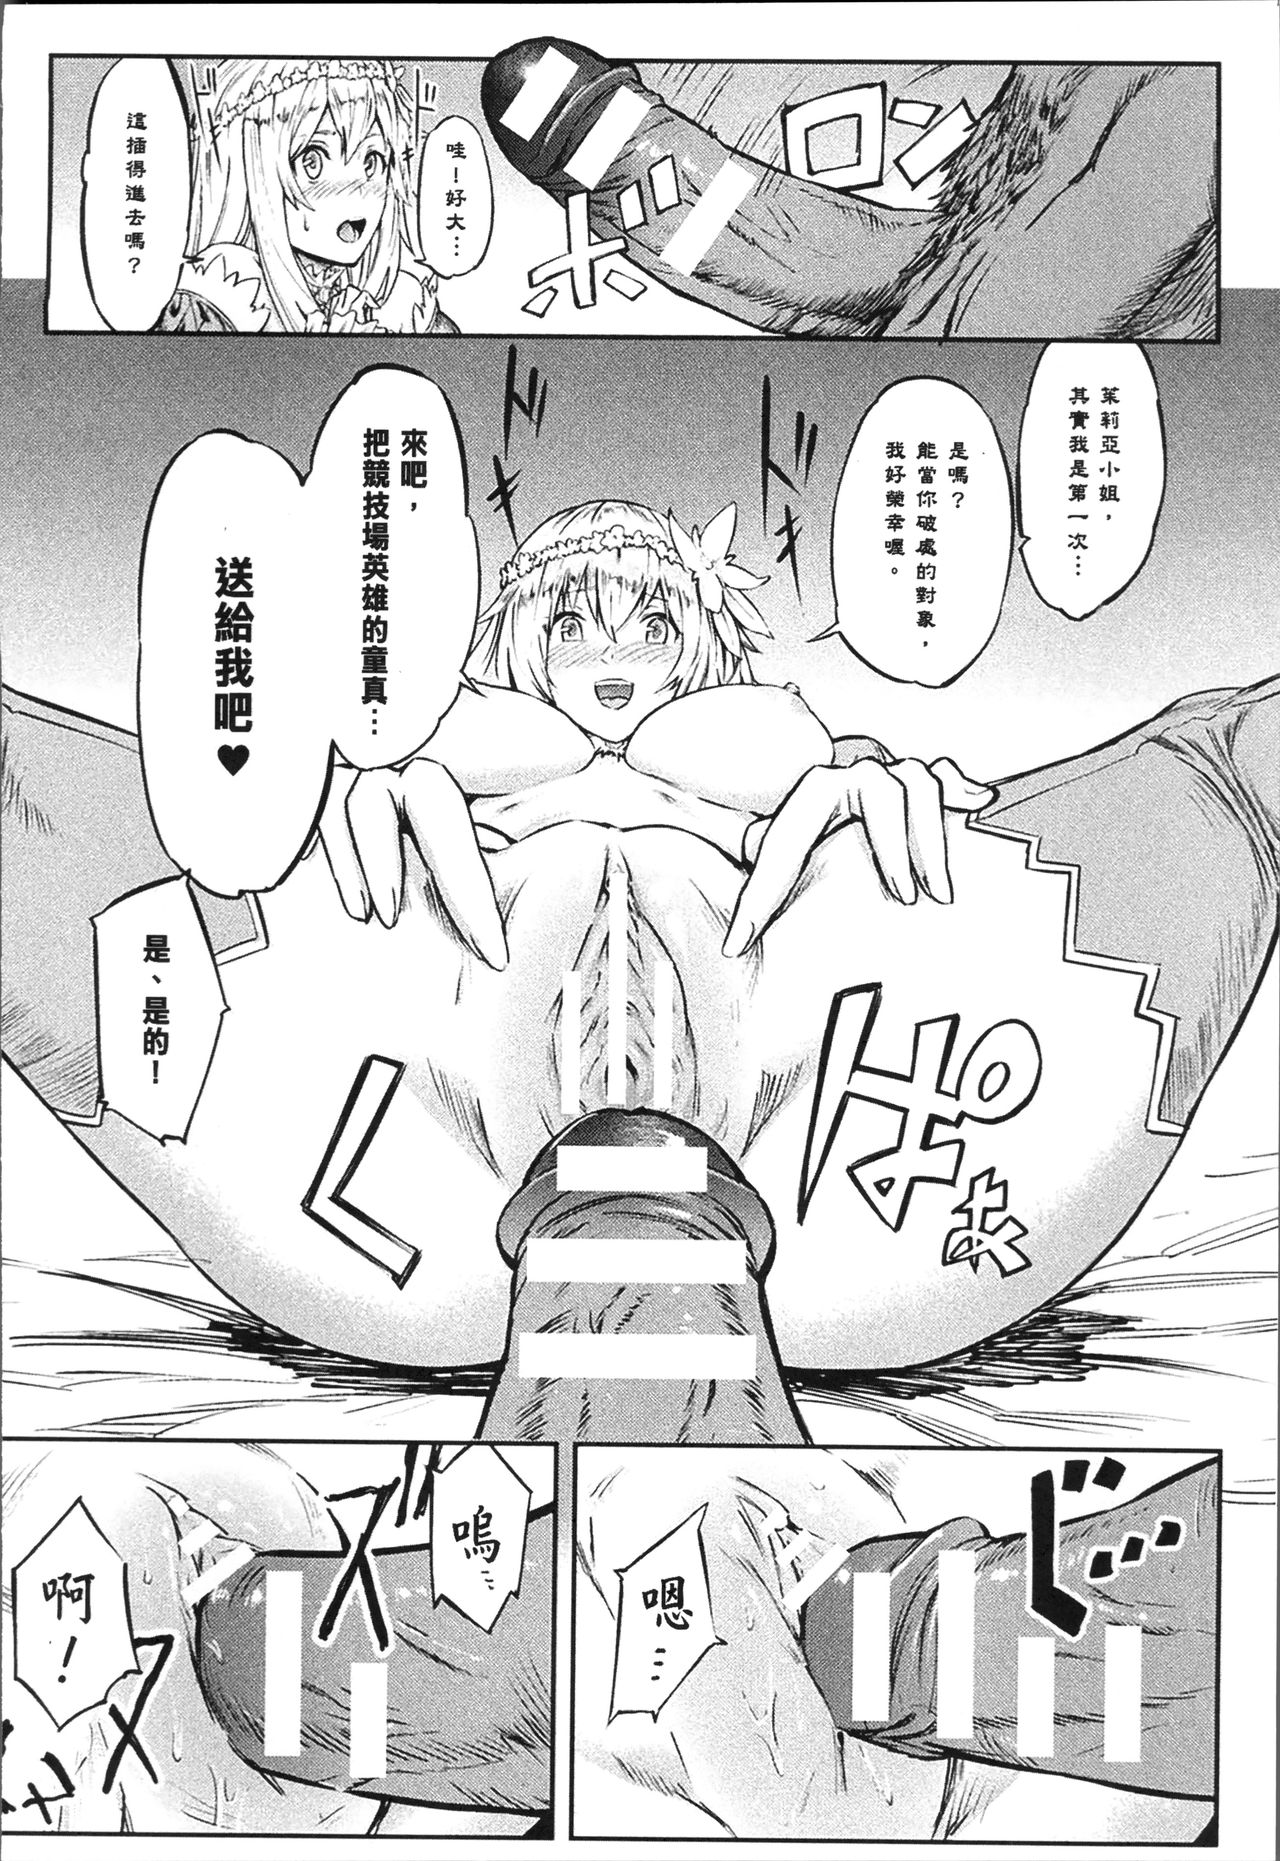 ボロン
哇！好大…
這插得進去嗎？
茱莉亞小姐，
其實我是第一次…
是嗎？
能當你破處的對象，
我好榮幸喔。
ドキ
ドキ
來吧，
把競技場英雄的童真…
送給我吧♥
是、是的！
くぱぁ
嗯…
嗚…
啊！